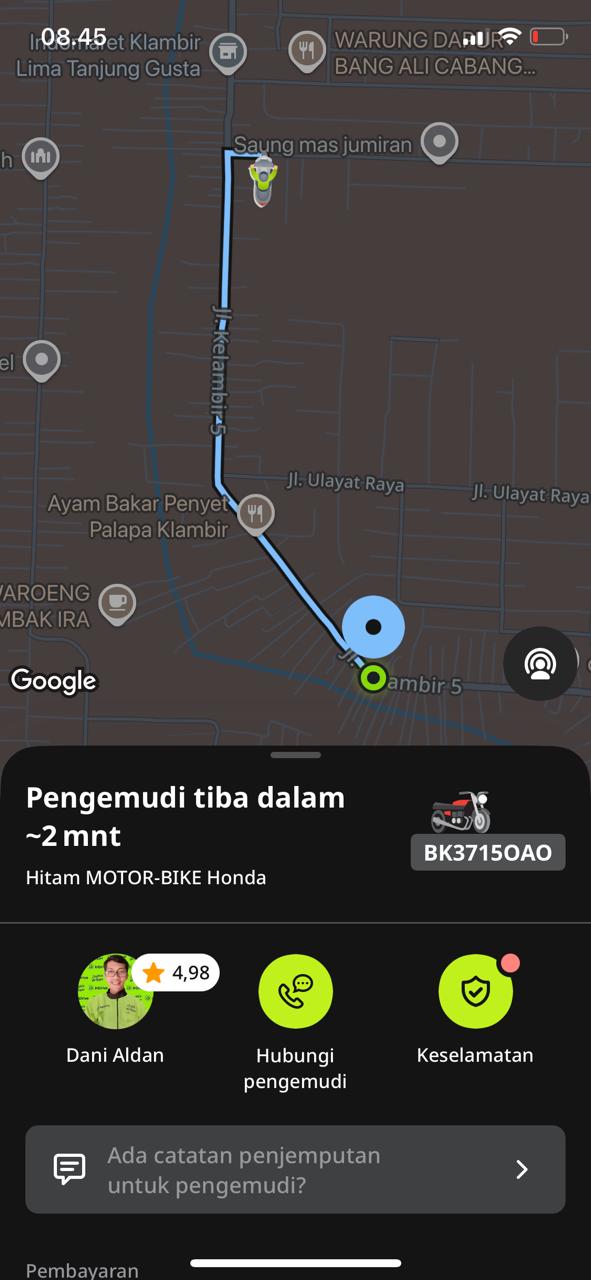 08.45
Indomaret Klambir
Lima Tanjung Gusta
WARUNG DAPUR
BANG ALI CABANG...
Saung mas jumiran
h
Jl. Kelambir 5
el
Jl. Ulayat Raya
Jl. Ulayat Raya
Ayam Bakar Penyet
Palapa Klambir
WAROENG
MBAK IRA
Jl.
ambir 5
Google
Pengemudi tiba dalam
~2 mnt
BK3715OAO
Hitam MOTOR-BIKE Honda
4,98
Dani Aldan
Hubungi
pengemudi
Keselamatan
Ada catatan penjemputan
untuk pengemudi?
Pembayaran